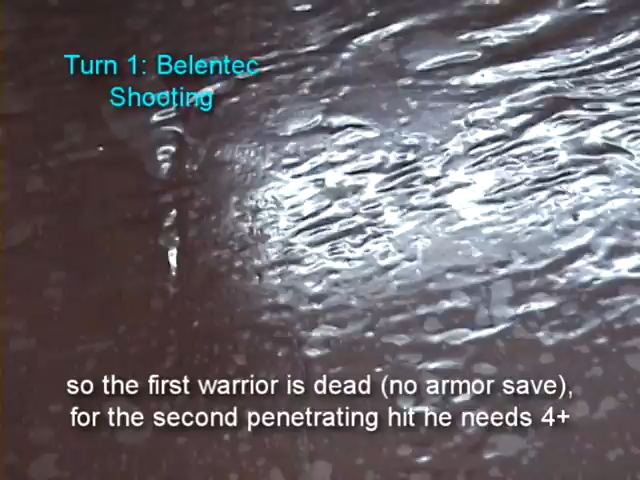 Turn 1: Belentec
Shooting
so the first warrior is dead (no armor save),
for the second penetrating hit he needs 4+